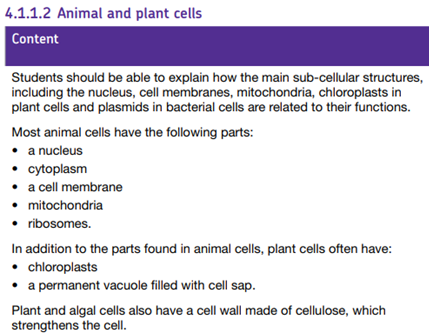 4.1.1.2 Animal and plant cells
Content
Students should be able to explain how the main sub-cellular structures,
including the nucleus, cell membranes, mitochondria, chloroplasts in
plant cells and plasmids in bacterial cells are related to their functions.
Most animal cells have the following parts:
• a nucleus
• cytoplasm
• a cell membrane
• mitochondria
• ribosomes.
In addition to the parts found in animal cells, plant cells often have:
• chloroplasts
• a permanent vacuole filled with cell sap.
Plant and algal cells also have a cell wall made of cellulose, which
strengthens the cell.